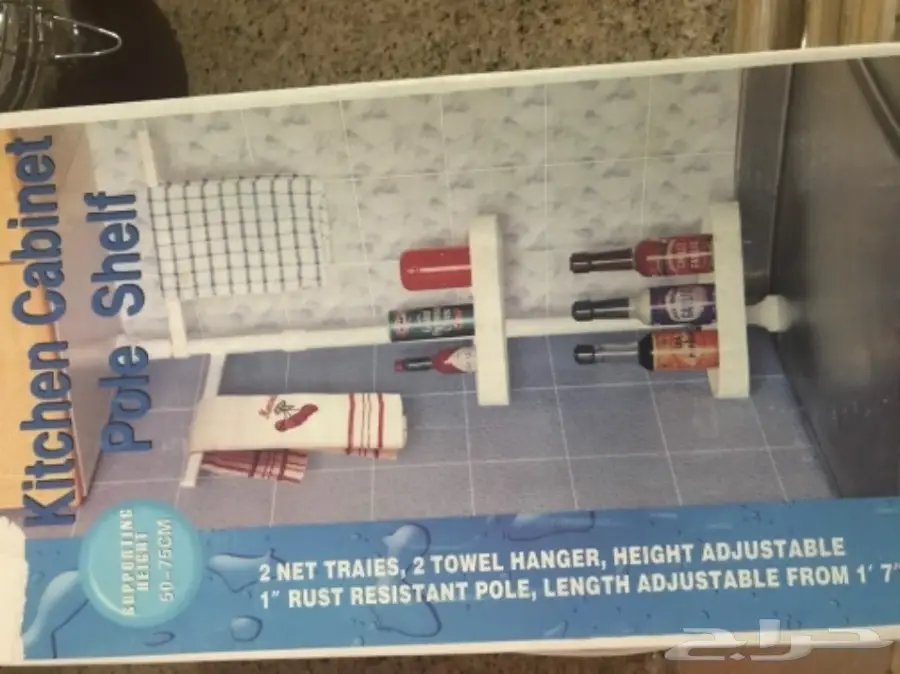 Kitchen Cabinet
Pole Shelf
SUPPORTING
HEIGHT
50-75CM
2 NET TRAIES, 2 TOWEL HANGER, HEIGHT ADJUSTABLE
1" RUST RESISTANT POLE, LENGTH ADJUSTABLE FROM 1' 7"
حراج